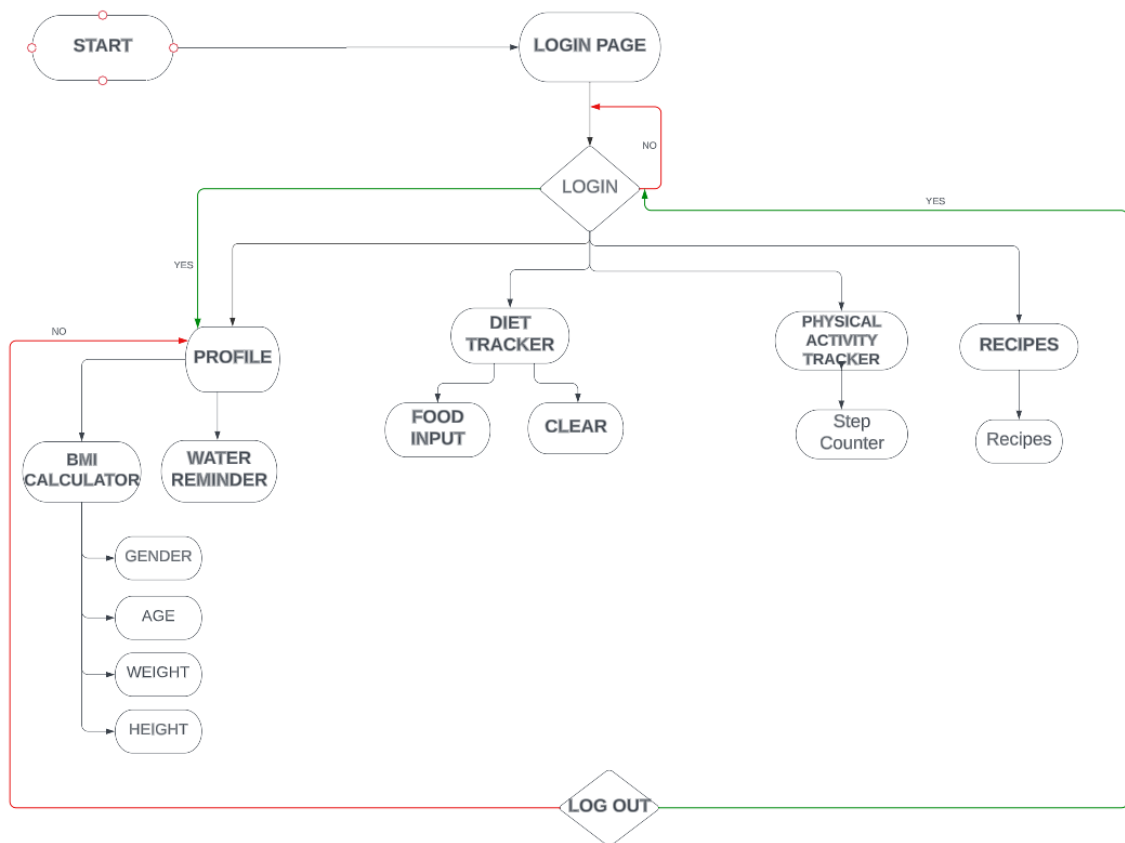 START
LOGIN PAGE
NO
LOGIN
YES
YES
NO
PROFILE
DIET
TRACKER
PHYSICAL
ACTIVITY
TRACKER
RECIPES
FOOD
INPUT
CLEAR
Step
Counter
Recipes
BMI
CALCULATOR
WATER
REMINDER
GENDER
AGE
WEIGHT
HEIGHT
LOG OUT